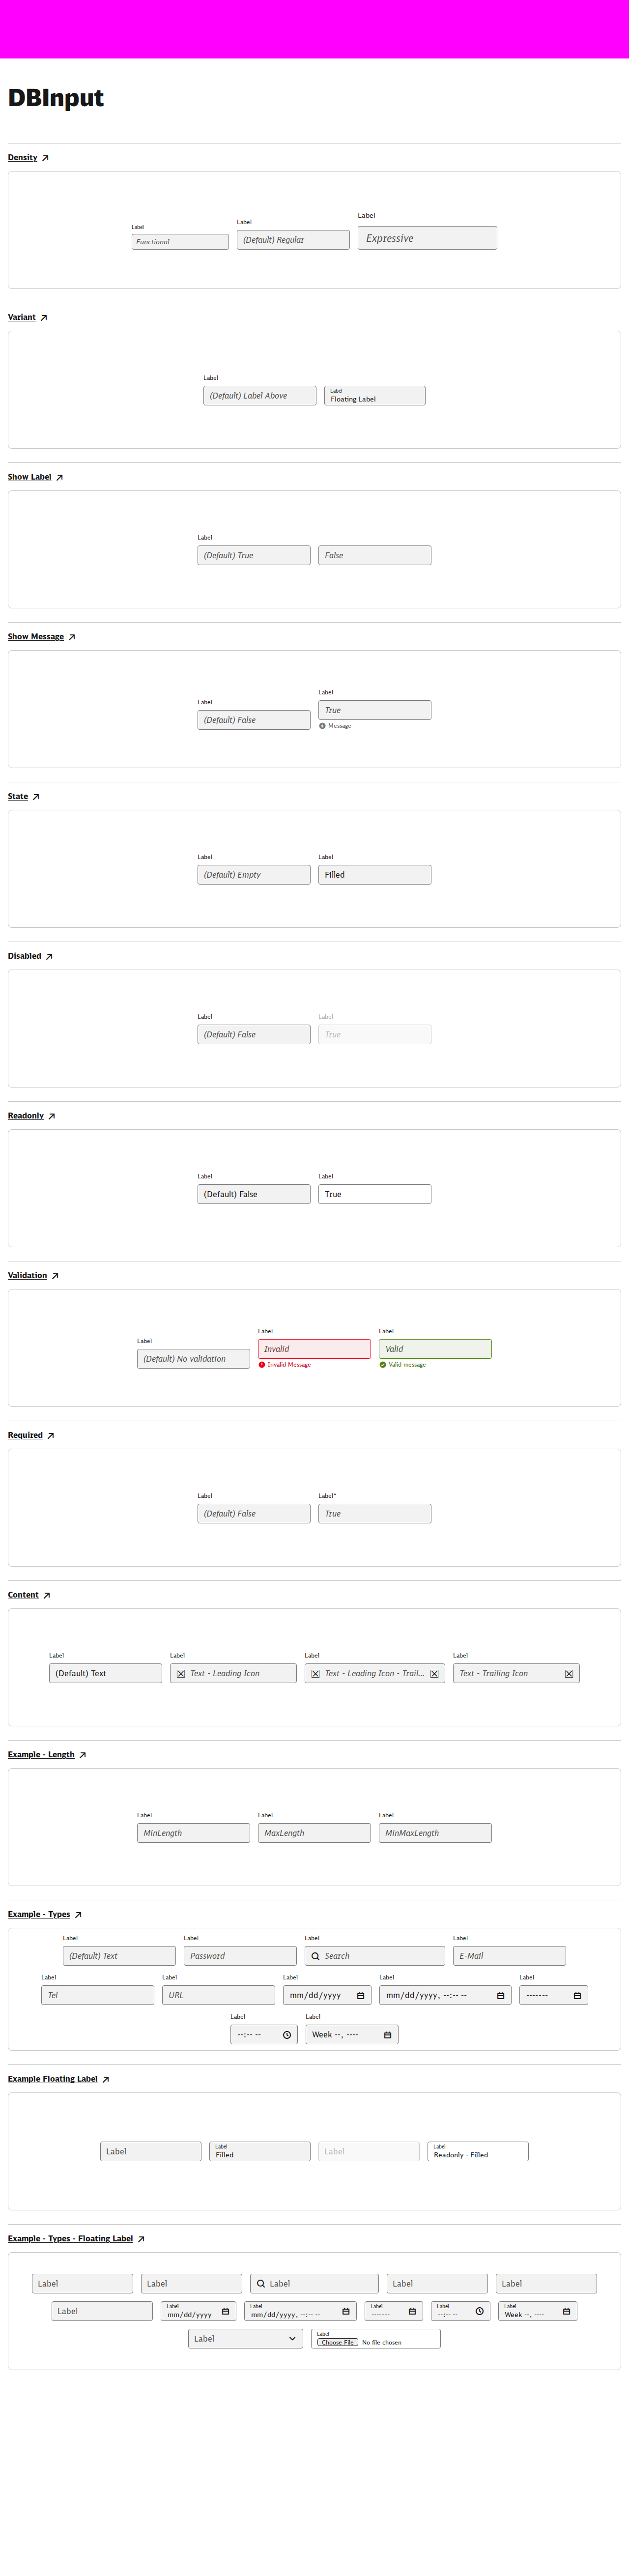 DBInput
Density
Label Label Label
Functional (Default) Regular Expressive
Variant
Label Label
(Default) Label Above Floating Label
Show Label
Label
(Default) True False
Show Message
Label Label
(Default) False True
Message
State
Label Label
(Default) Empty FIlled
Disabled
Label Label
(Default) False True
Readonly
Label Label
(Default) False True
Validation
Label Label Label
(Default) No validation Invalid Valid
Invalid Message Valid message
Required
Label Label*
(Default) False True
Content
Label Label Label Label
(Default) Text Text - Leading Icon Text - Leading Icon - Trail... Text - Trailing Icon
Example - Length
Label Label Label
MinLength MaxLength MinMaxLength
Example - Types
Label Label Label Label
(Default) Text Password Search E-Mail
Label Label Label Label Label
Tel URL mm/dd/yyyy mm/dd/yyyy, --:-- -- -------
Label Label
--:-- -- Week --, ----
Example Floating Label
Label Label Filled Label Label Readonly - Filled
Example - Types - Floating Label
Label Label Label Label Label
Label Label Label Label Label Label
mm/dd/yyyy mm/dd/yyyy, --:-- -- ------- --:-- -- Week --, ----
Label Label
Choose File No file chosen